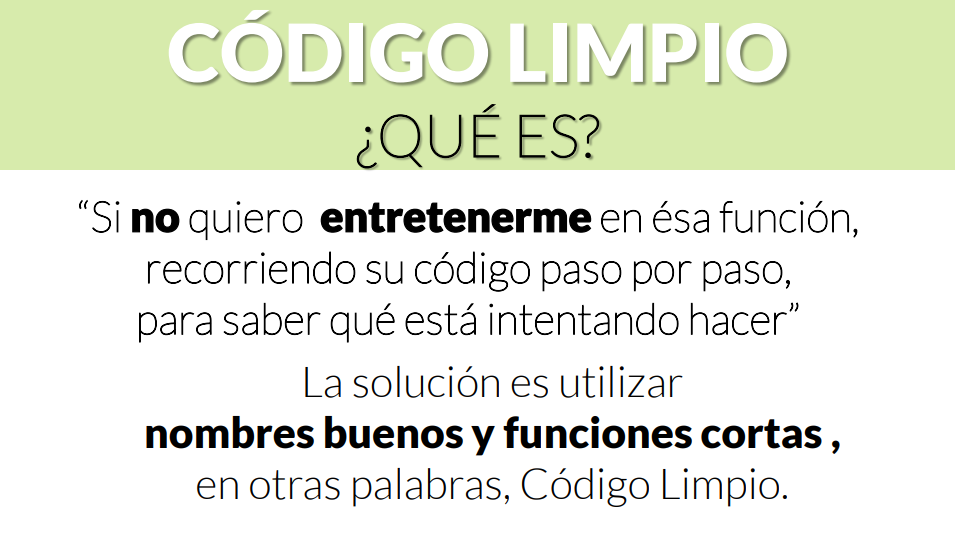 CÓDIGO LIMPIO
¿QUÉ ES?
“Si no quiero entretenerme en ésa función,
recorriendo su código paso por paso,
para saber qué está intentando hacer”
La solución es utilizar
nombres buenos y funciones cortas ,
en otras palabras, Código Limpio.